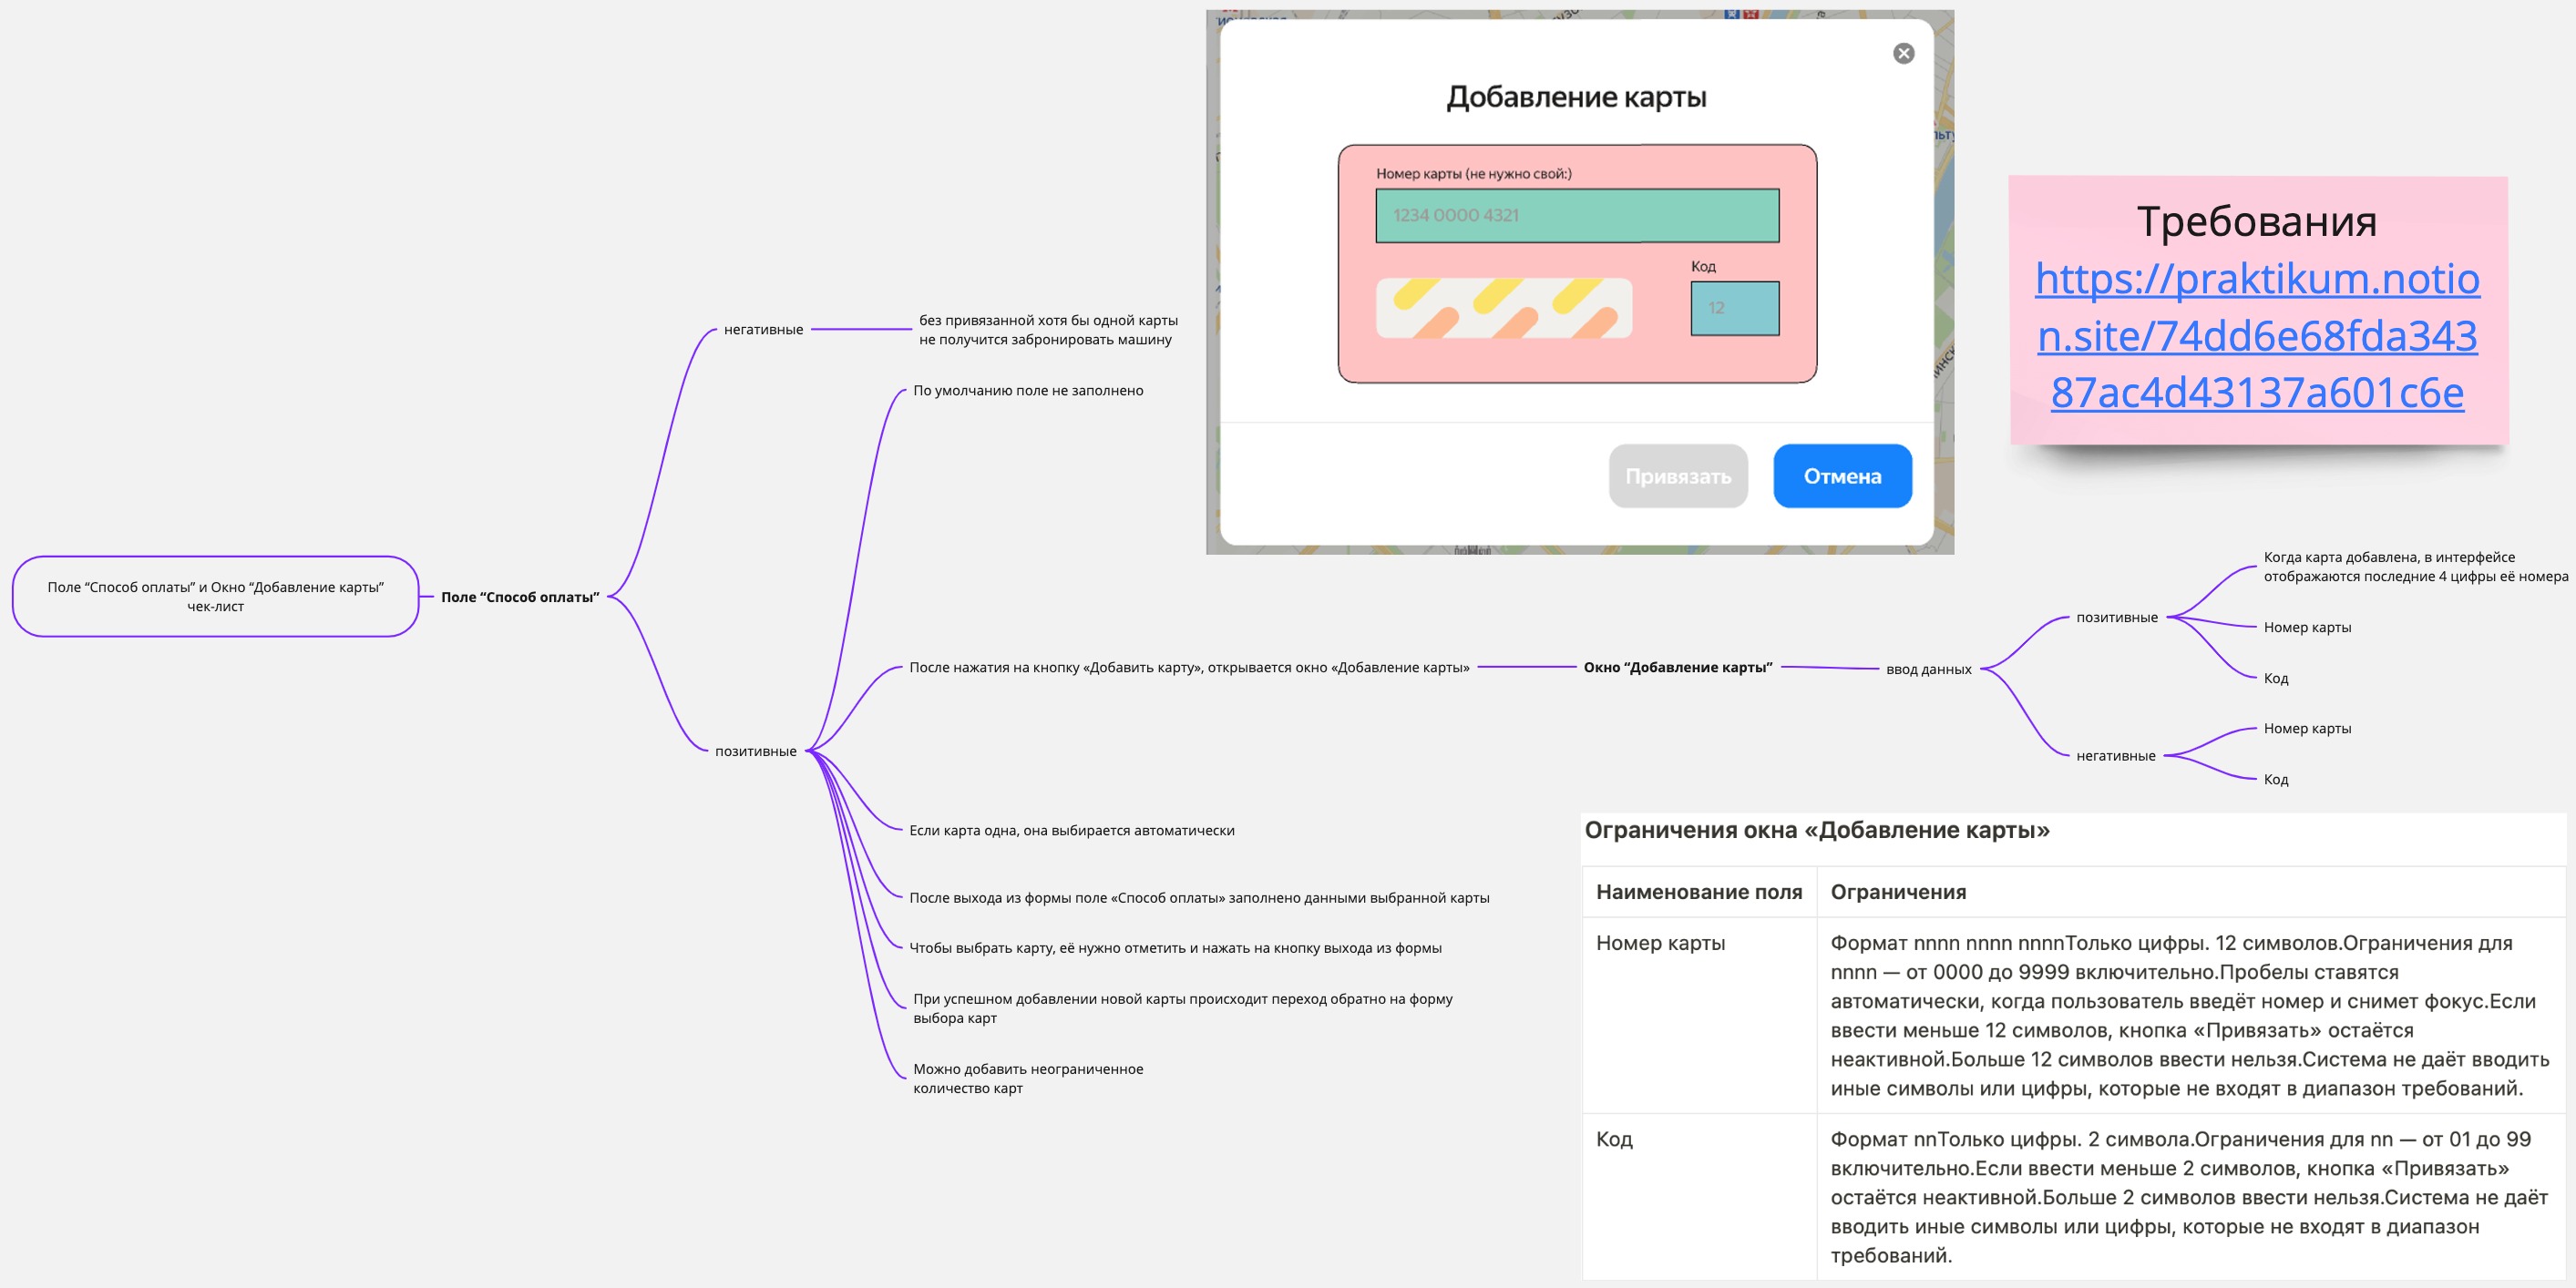 Добавление карты
Номер карты (не нужно свой:)
1234 0000 4321
Код
12
Привязать
Отмена
Требования
https://praktikum.notio
n.site/74dd6e68fda343
87ac4d43137a601c6e
Поле “Способ оплаты” и Окно “Добавление карты”
чек-лист
Поле “Способ оплаты”
негативные
без привязанной хотя бы одной карты
не получится забронировать машину
позитивные
По умолчанию поле не заполнено
После нажатия на кнопку «Добавить карту», открывается окно «Добавление карты»
Окно “Добавление карты”
ввод данных
позитивные
Когда карта добавлена, в интерфейсе
отображаются последние 4 цифры её номера
Номер карты
Код
негативные
Номер карты
Код
Если карта одна, она выбирается автоматически
После выхода из формы поле «Способ оплаты» заполнено данными выбранной карты
Чтобы выбрать карту, её нужно отметить и нажать на кнопку выхода из формы
При успешном добавлении новой карты происходит переход обратно на форму
выбора карт
Можно добавить неограниченное
количество карт
Ограничения окна «Добавление карты»
Наименование поля
Ограничения
Номер карты
Формат nnnn nnnn nnnnТолько цифры. 12 символов.Ограничения для
nnnn — от 0000 до 9999 включительно.Пробелы ставятся
автоматически, когда пользователь введёт номер и снимет фокус.Если
ввести меньше 12 символов, кнопка «Привязать» остаётся
неактивной.Больше 12 символов ввести нельзя.Система не даёт вводить
иные символы или цифры, которые не входят в диапазон требований.
Код
Формат nnТолько цифры. 2 символа.Ограничения для nn — от 01 до 99
включительно.Если ввести меньше 2 символов, кнопка «Привязать»
остаётся неактивной.Больше 2 символов ввести нельзя.Система не даёт
вводить иные символы или цифры, которые не входят в диапазон
требований.